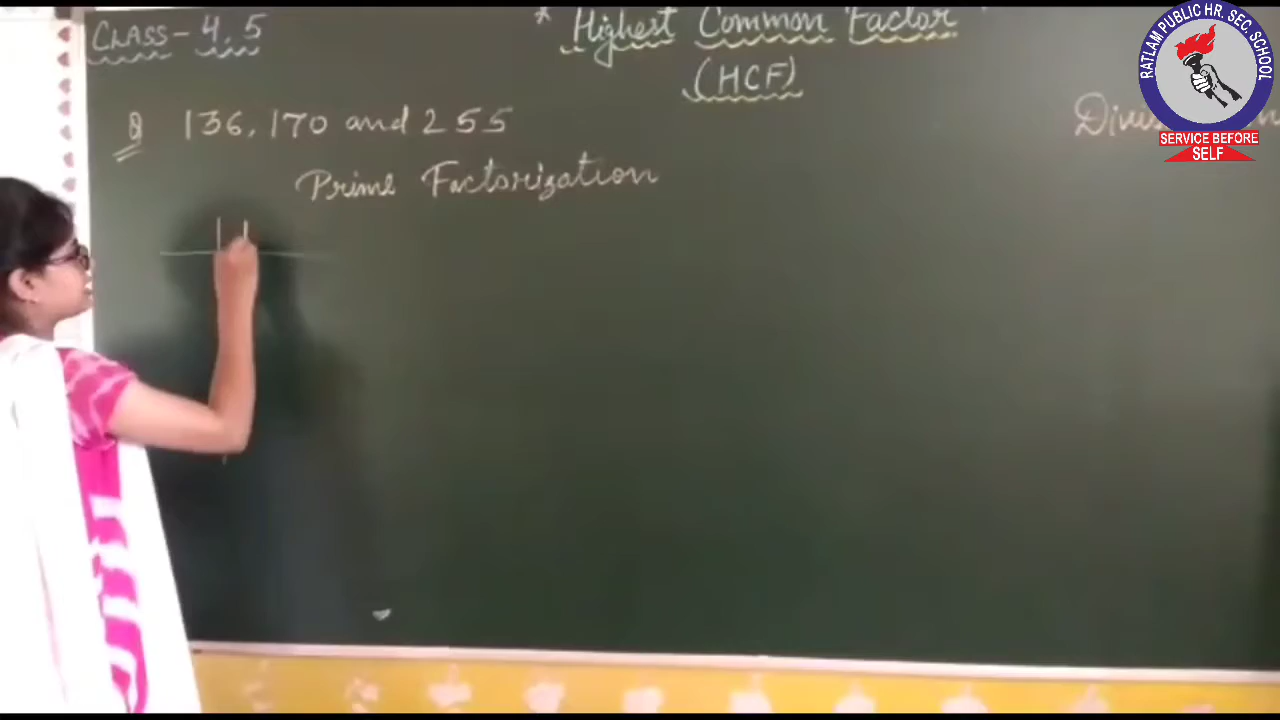 CLASS - 4, 5
* Highest Common Factor
(HCF)
Q 136, 170 and 255
Prime Factorization
RATLAM PUBLIC HR. SEC. SCHOOL
SERVICE BEFORE
SELF